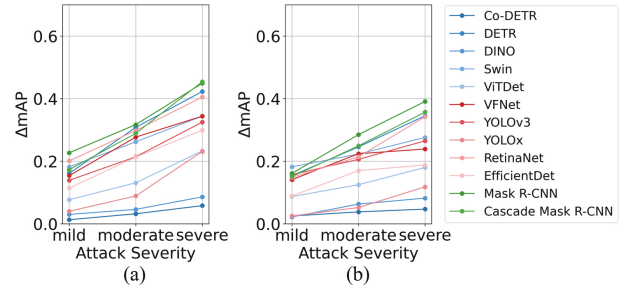 0.6
0.4
0.2
0.0
ΔmAP
mild moderate severe
Attack Severity
(a)
0.6
0.4
0.2
0.0
ΔmAP
mild moderate severe
Attack Severity
(b)
Co-DETR
DETR
DINO
Swin
ViTDet
VFNet
YOLOv3
YOLOx
RetinaNet
EfficientDet
Mask R-CNN
Cascade Mask R-CNN